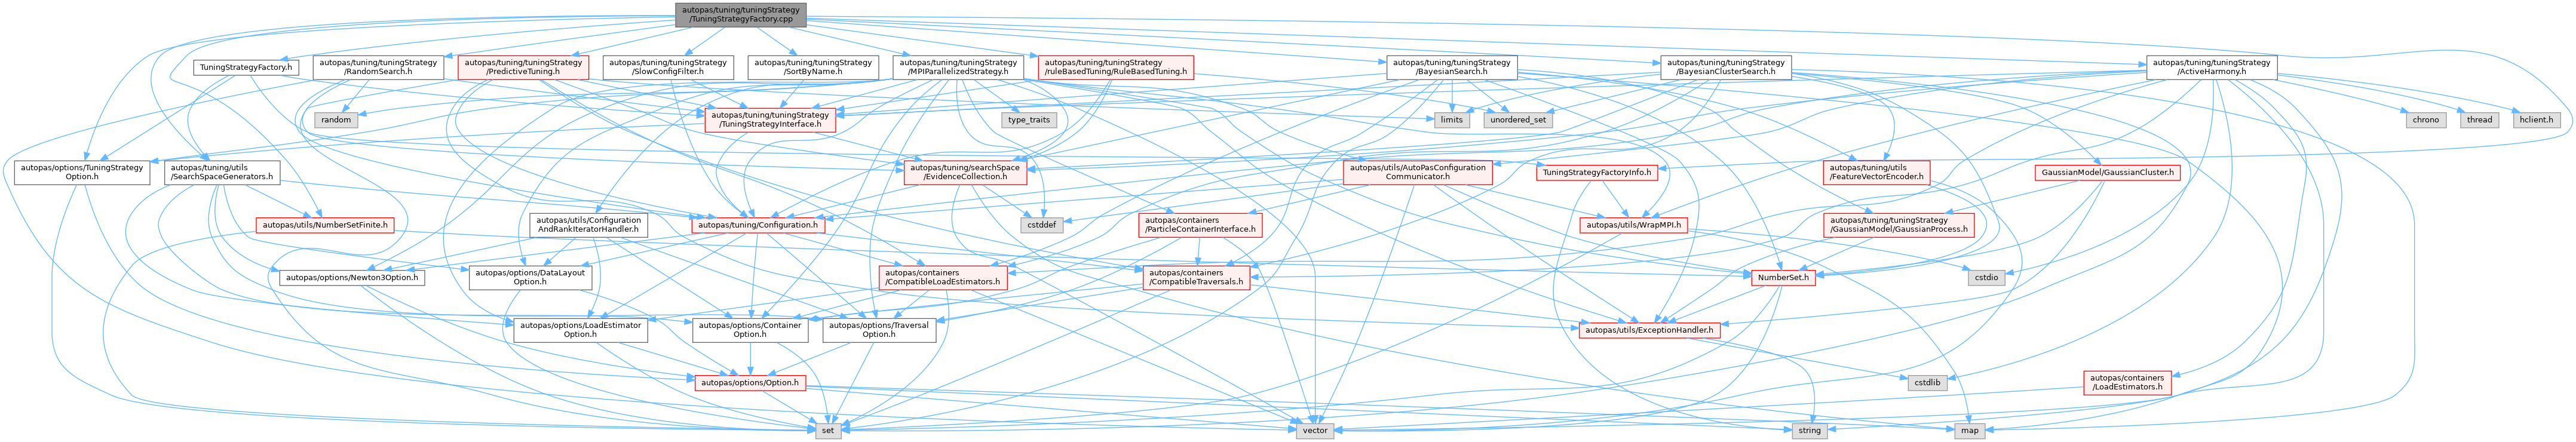 autopas/tuning/tuningStrategy
/TuningStrategyFactory.cpp
TuningStrategyFactory.h
autopas/tuning/tuningStrategy
/RandomSearch.h
autopas/tuning/tuningStrategy
/PredictiveTuning.h
autopas/tuning/tuningStrategy
/SlowConfigFilter.h
autopas/tuning/tuningStrategy
/SortByName.h
autopas/tuning/tuningStrategy
/MPIParallelizedStrategy.h
autopas/tuning/tuningStrategy
/ruleBasedTuning/RuleBasedTuning.h
autopas/tuning/tuningStrategy
/BayesianSearch.h
autopas/tuning/tuningStrategy
/BayesianClusterSearch.h
autopas/tuning/tuningStrategy
/ActiveHarmony.h
random
autopas/tuning/tuningStrategy
/TuningStrategyInterface.h
type_traits
limits
unordered_set
chrono
thread
hclient.h
autopas/options/TuningStrategy
Option.h
autopas/tuning/utils
/SearchSpaceGenerators.h
autopas/tuning/searchSpace
/EvidenceCollection.h
autopas/utils/AutoPasConfiguration
Communicator.h
TuningStrategyFactoryInfo.h
autopas/tuning/utils
/FeatureVectorEncoder.h
GaussianModel/GaussianCluster.h
autopas/utils/NumberSetFinite.h
autopas/utils/Configuration
AndRankIteratorHandler.h
autopas/tuning/Configuration.h
cstddef
autopas/containers
/ParticleContainerInterface.h
autopas/utils/WrapMPI.h
autopas/tuning/tuningStrategy
/GaussianModel/GaussianProcess.h
autopas/options/Newton3Option.h
autopas/options/DataLayout
Option.h
autopas/containers
/CompatibleLoadEstimators.h
autopas/containers
/CompatibleTraversals.h
NumberSet.h
cstdio
autopas/options/LoadEstimator
Option.h
autopas/options/Container
Option.h
autopas/options/Traversal
Option.h
autopas/utils/ExceptionHandler.h
autopas/options/Option.h
cstdlib
autopas/containers
/LoadEstimators.h
set
vector
string
map